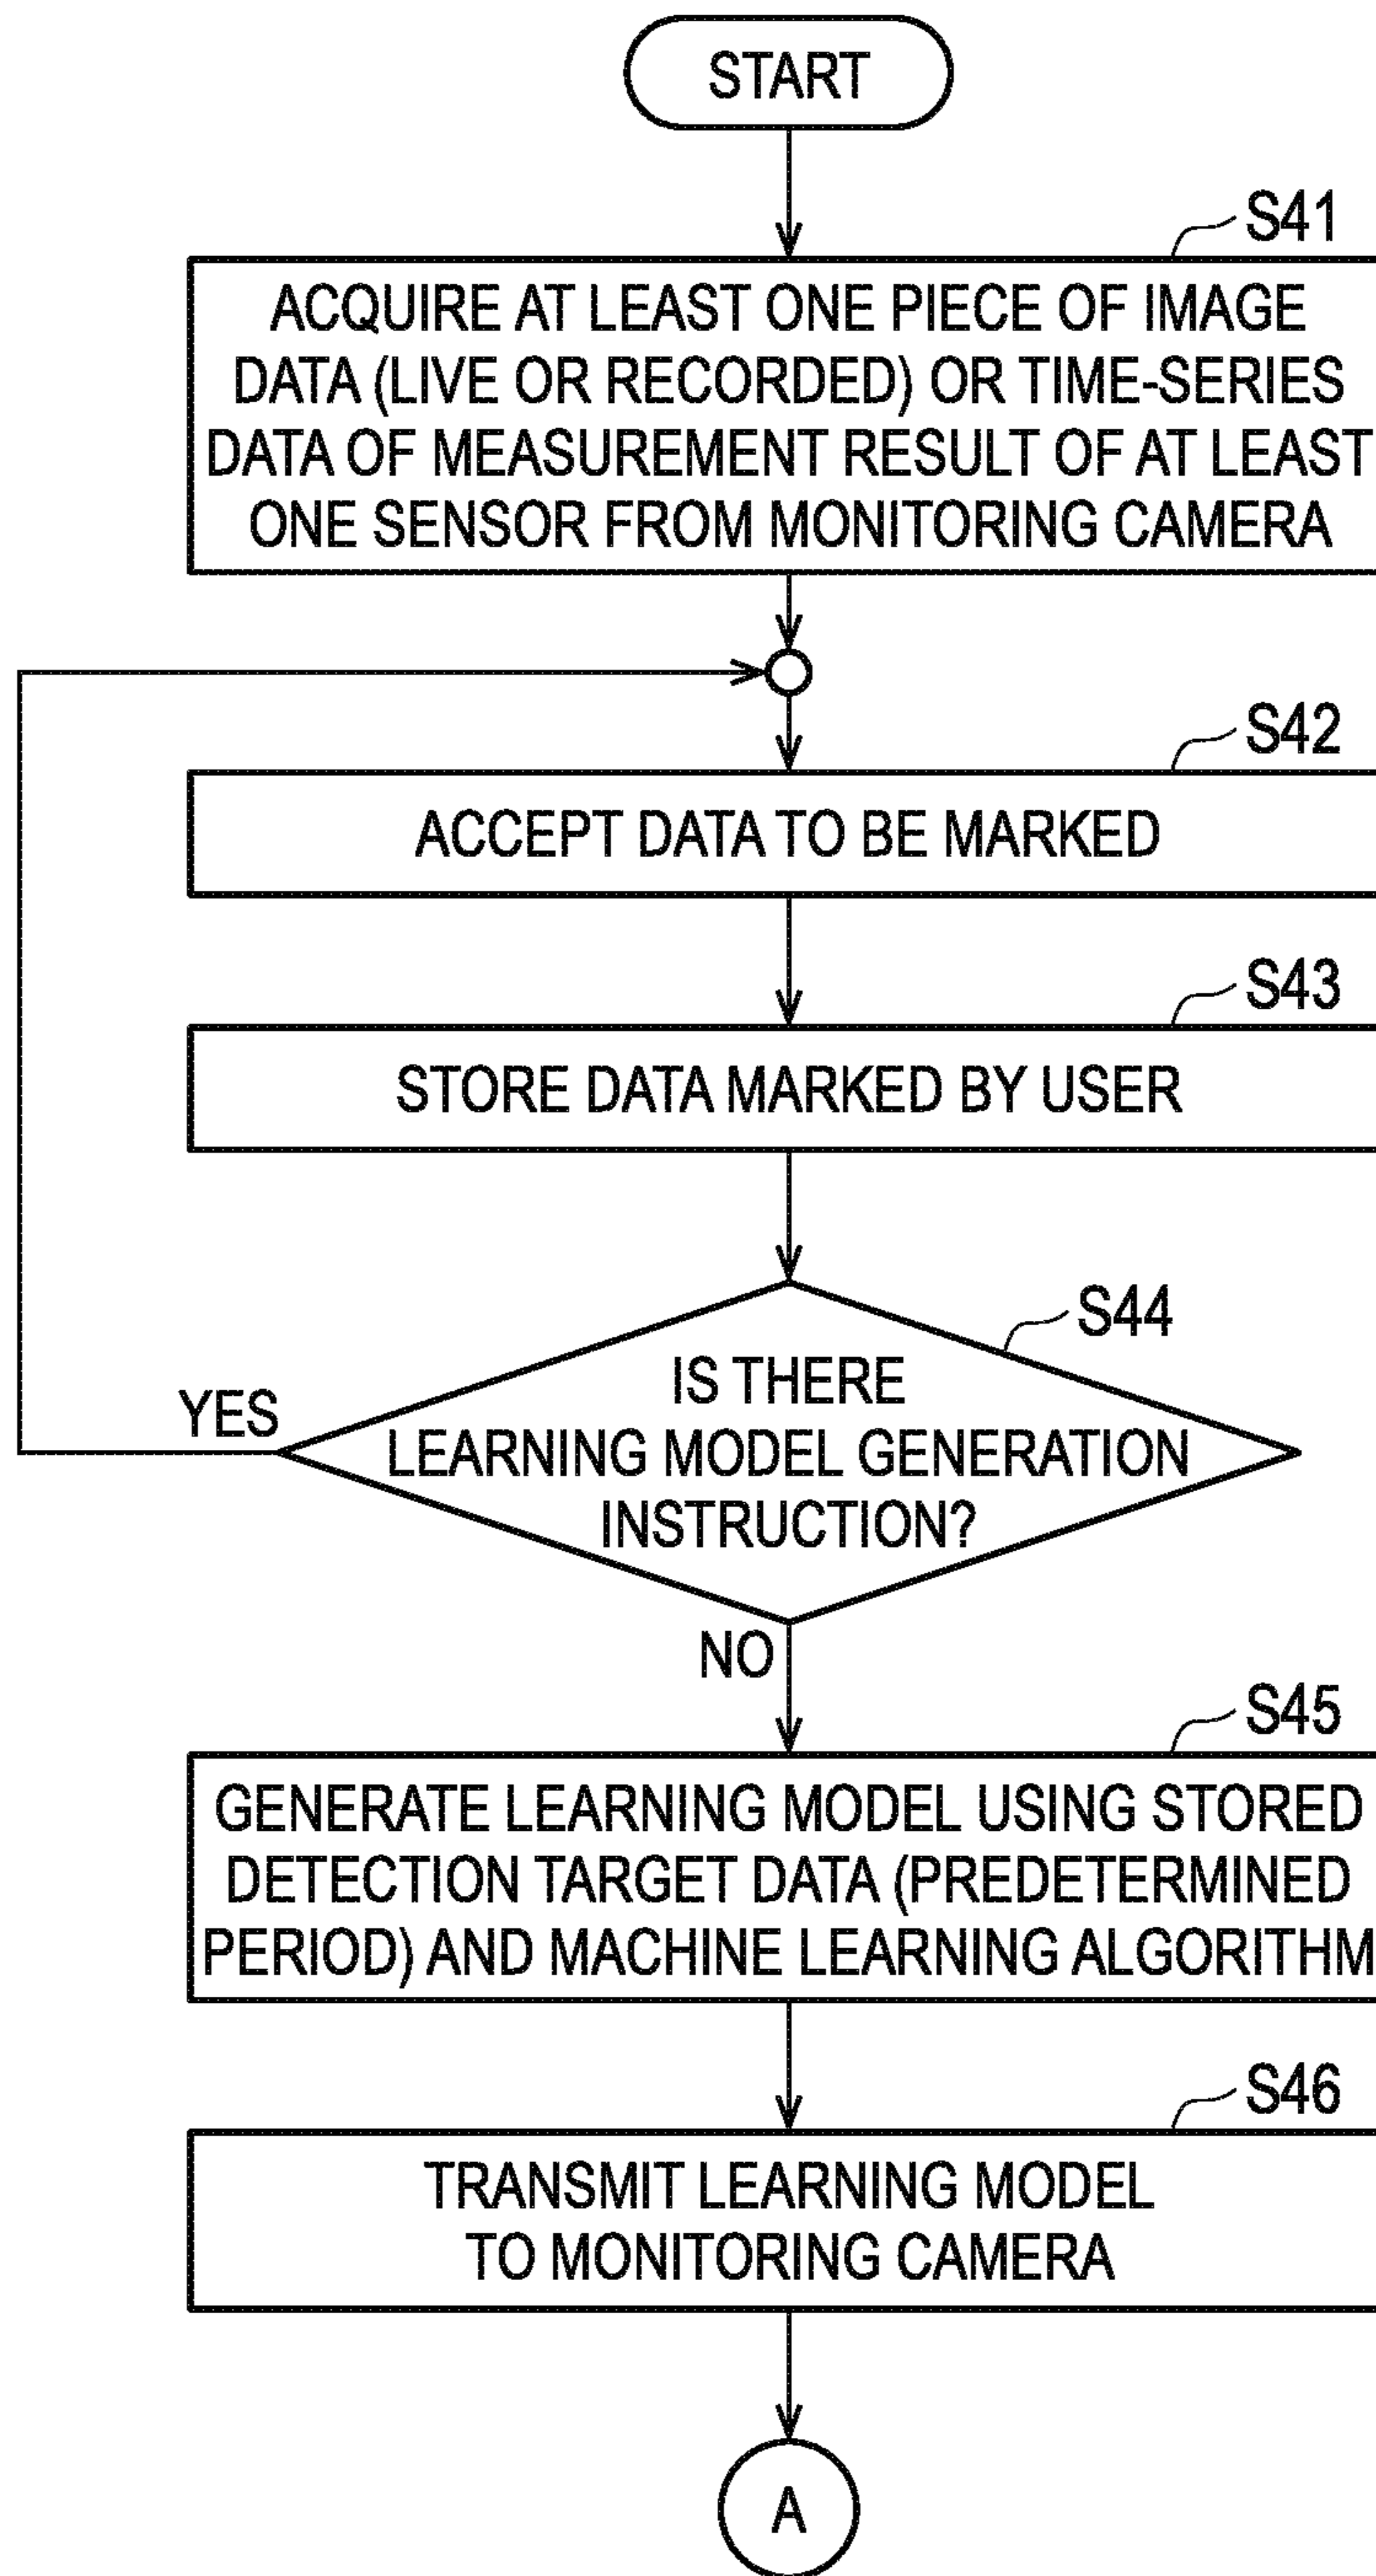 START
S41
ACQUIRE AT LEAST ONE PIECE OF IMAGE
DATA (LIVE OR RECORDED) OR TIME-SERIES
DATA OF MEASUREMENT RESULT OF AT LEAST
ONE SENSOR FROM MONITORING CAMERA
S42
ACCEPT DATA TO BE MARKED
S43
STORE DATA MARKED BY USER
S44
IS THERE
LEARNING MODEL GENERATION
INSTRUCTION?
YES
NO
S45
GENERATE LEARNING MODEL USING STORED
DETECTION TARGET DATA (PREDETERMINED
PERIOD) AND MACHINE LEARNING ALGORITHM
S46
TRANSMIT LEARNING MODEL
TO MONITORING CAMERA
A